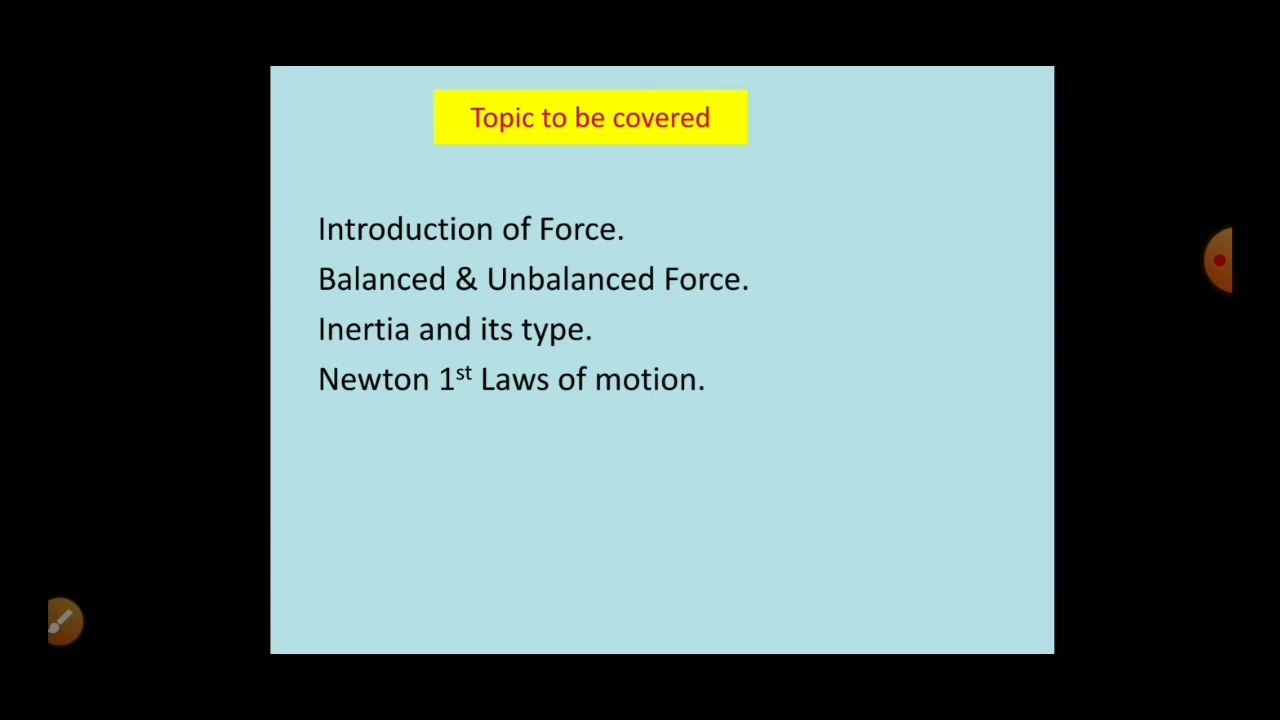 Topic to be covered
Introduction of Force.
Balanced & Unbalanced Force.
Inertia and its type.
Newton 1st Laws of motion.